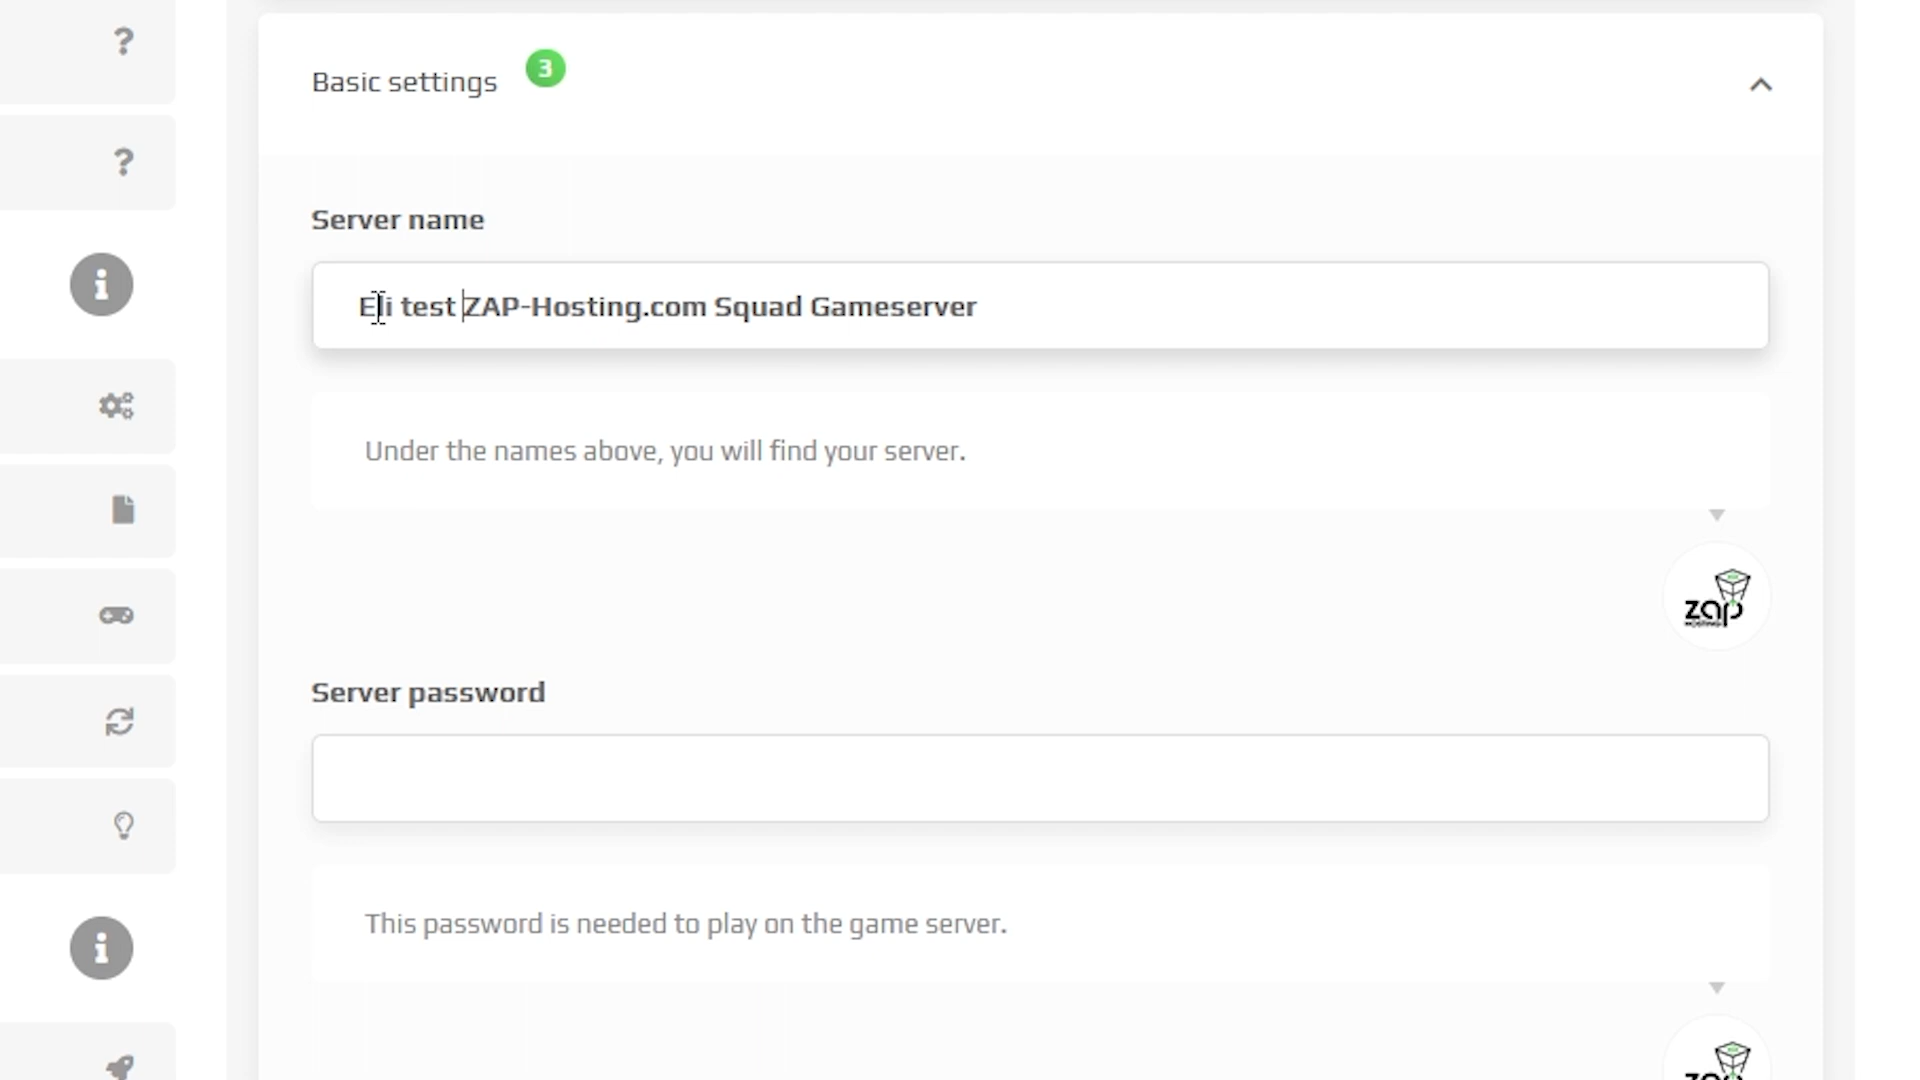 Basic settings
3
Server name
Eli test ZAP-Hosting.com Squad Gameserver
Under the names above, you will find your server.
zap
HOSTING
Server password
This password is needed to play on the game server.